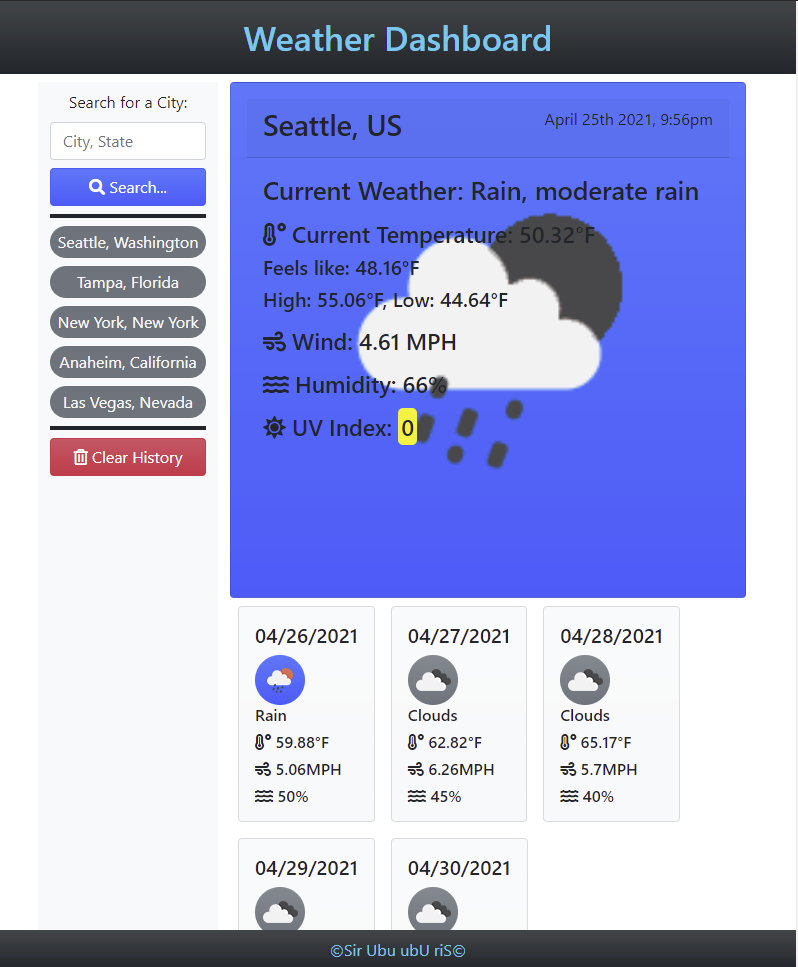 Weather Dashboard
Search for a City:
City, State
Search...
Seattle, Washington
Tampa, Florida
New York, New York
Anaheim, California
Las Vegas, Nevada
Clear History
Seattle, US
April 25th 2021, 9:56pm
Current Weather: Rain, moderate rain
Current Temperature: 50.32°F
Feels like: 48.16°F
High: 55.06°F, Low: 44.64°F
Wind: 4.61 MPH
Humidity: 66%
UV Index: 0
04/26/2021
Rain
59.88°F
5.06MPH
50%
04/27/2021
Clouds
62.82°F
6.26MPH
45%
04/28/2021
Clouds
65.17°F
5.7MPH
40%
04/29/2021
04/30/2021
©Sir Ubu ubU riS©